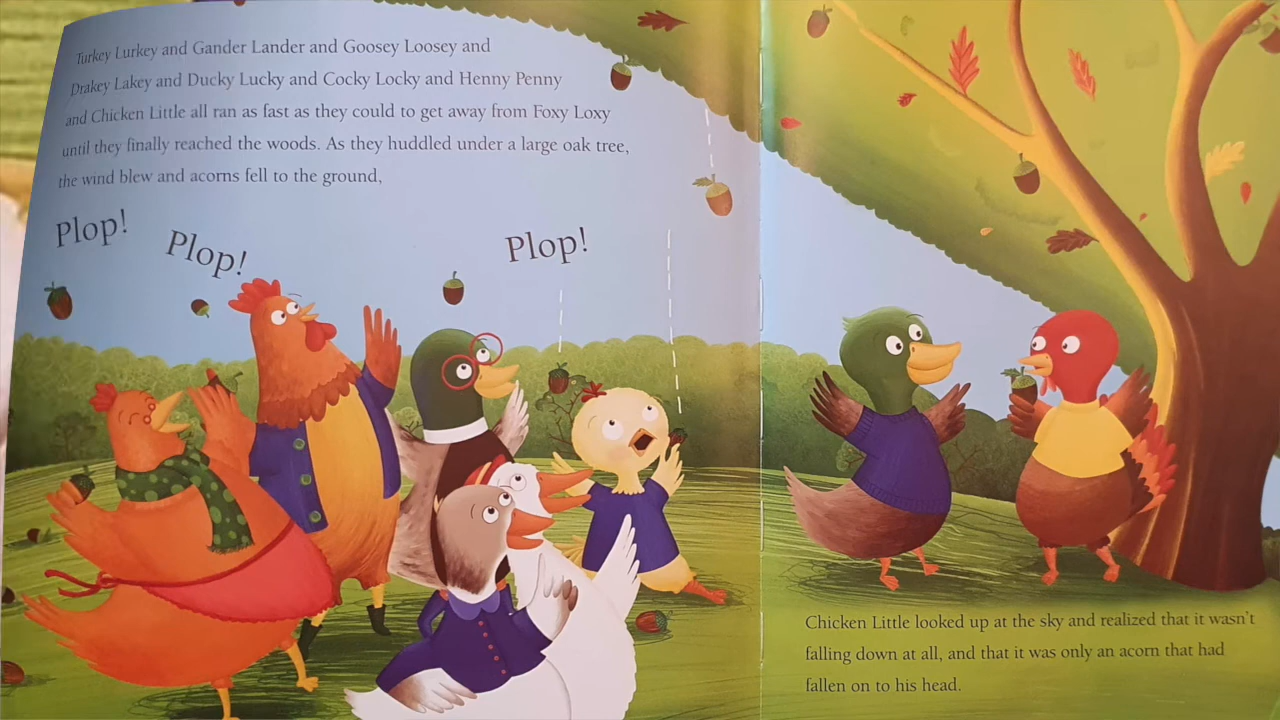 Turkey Lurkey and Gander Lander and Goosey Loosey and
Drakey Lakey and Ducky Lucky and Cocky Locky and Henny Penny
and Chicken Little all ran as fast as they could to get away from Foxy Loxy
until they finally reached the woods. As they huddled under a large oak tree,
the wind blew and acorns fell to the ground,
Plop!
Plop!
Plop!
Chicken Little looked up at the sky and realized that it wasn't
falling down at all, and that it was only an acorn that had
fallen on to his head.